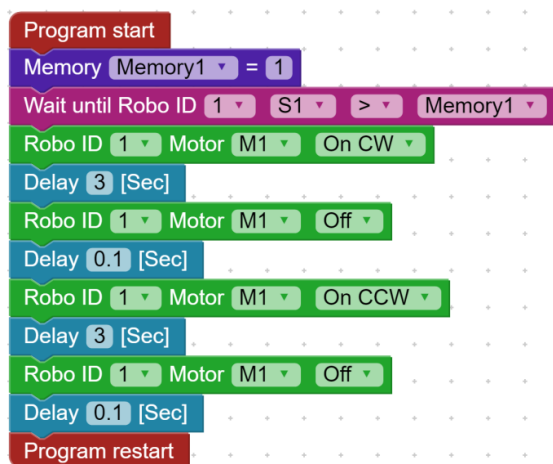 Program start
Memory Memory1 = 1
Wait until Robo ID 1 S1 > Memory1
Robo ID 1 Motor M1 On CW
Delay 3 [Sec]
Robo ID 1 Motor M1 Off
Delay 0.1 [Sec]
Robo ID 1 Motor M1 On CCW
Delay 3 [Sec]
Robo ID 1 Motor M1 Off
Delay 0.1 [Sec]
Program restart